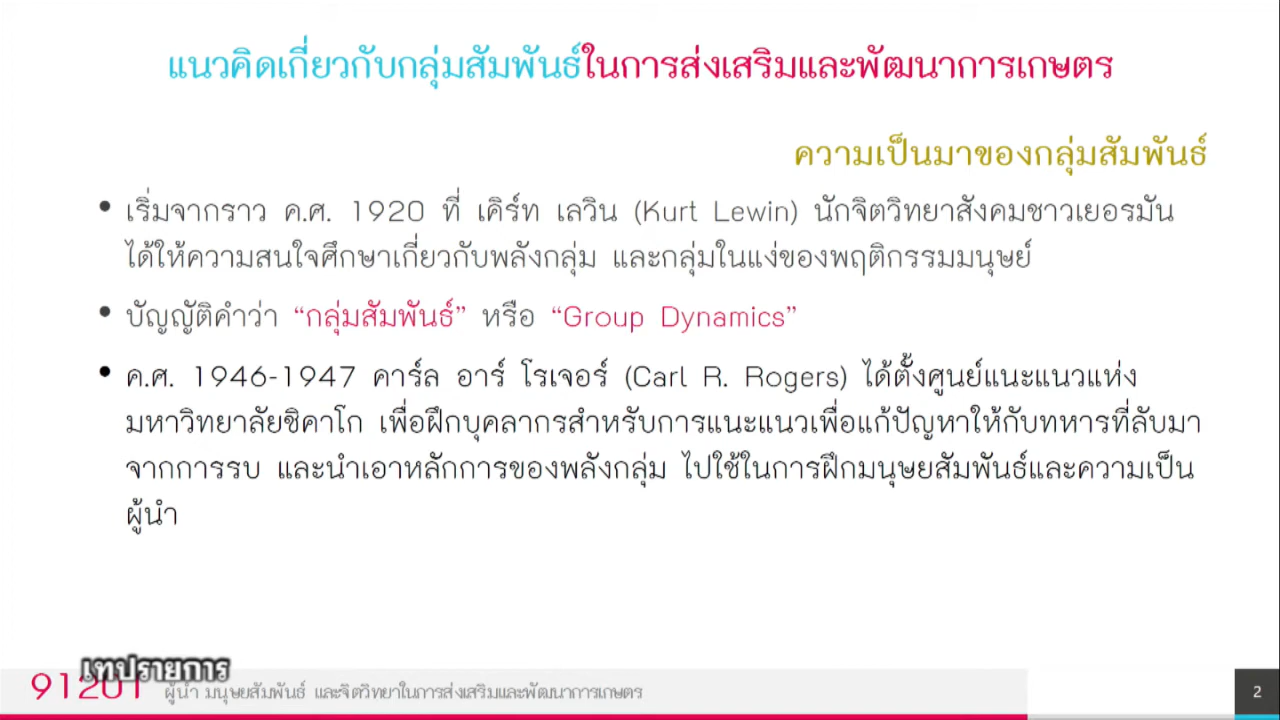 แนวคิดเกี่ยวกับกลุ่มสัมพันธ์ในการส่งเสริมและพัฒนาการเกษตร
ความเป็นมาของกลุ่มสัมพันธ์
• เริ่มจากราว ค.ศ. 1920 ที่ เคิร์ท เลวิน (Kurt Lewin) นักจิตวิทยาสังคมชาวเยอรมัน
ได้ให้ความสนใจศึกษาเกี่ยวกับพลังกลุ่ม และกลุ่มในแง่ของพฤติกรรมมนุษย์
• บัญญัติคำว่า “กลุ่มสัมพันธ์” หรือ “Group Dynamics”
• ค.ศ. 1946-1947 คาร์ล อาร์ โรเจอร์ (Carl R. Rogers) ได้ตั้งศูนย์แนะแนวแห่ง
มหาวิทยาลัยชิคาโก เพื่อฝึกบุคลากรสำหรับการแนะแนวเพื่อแก้ปัญหาให้กับทหารที่ลับมา
จากการรบ และนำเอาหลักการของพลังกลุ่ม ไปใช้ในการฝึกมนุษยสัมพันธ์และความเป็น
ผู้นำ
เทปรายการ
91201 ผู้นำ มนุษยสัมพันธ์ และจิตวิทยาในการส่งเสริมและพัฒนาการเกษตร
2